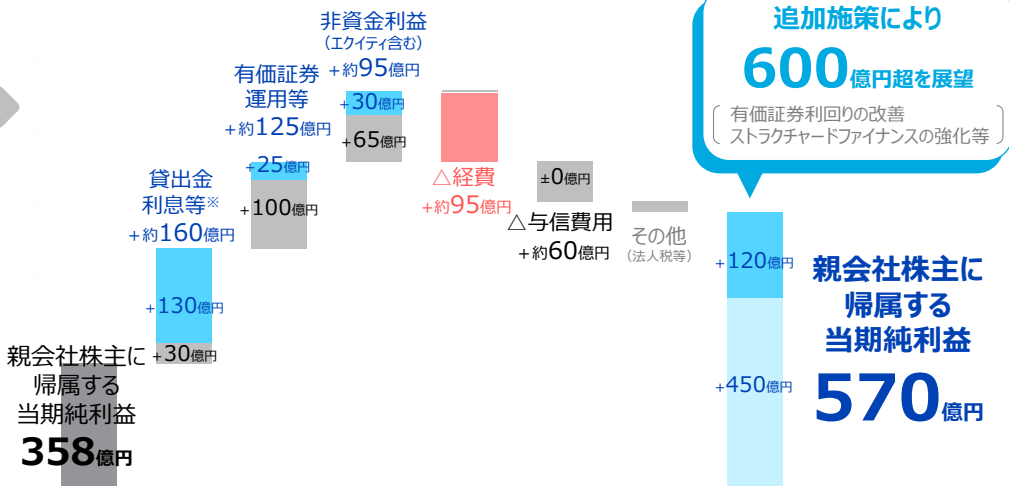 追加施策により
600億円超を展望
有価証券利回りの改善
ストラクチャードファイナンスの強化等
非資金利益
（エクイティ含む）
+約95億円
+30億円
+65億円
有価証券
運用等
+約125億円
+25億円
+100億円
貸出金
利息等※
+約160億円
+130億円
+30億円
親会社株主に
帰属する
当期純利益
358億円
△経費
+約95億円
±0億円
△与信費用
+約60億円
その他
（法人税等）
+120億円
+450億円
親会社株主に
帰属する
当期純利益
570億円